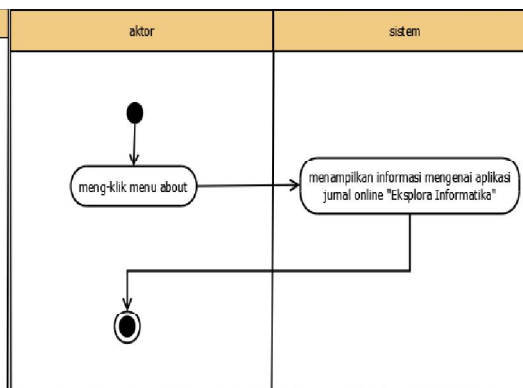 aktor
sistem
meng-klik menu about
menampilkan informasi mengenai aplikasi
jurnal online "Eksplora Informatika"